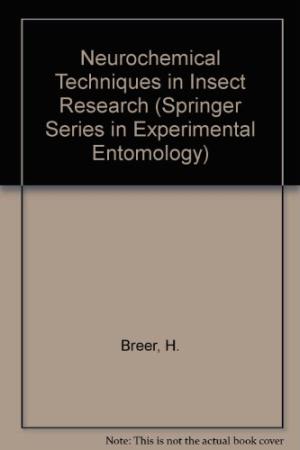 Neurochemical
Techniques in Insect
Research (Springer
Series in Experimental
Entomology)
Breer, H.
Note: This is not the actual book cover